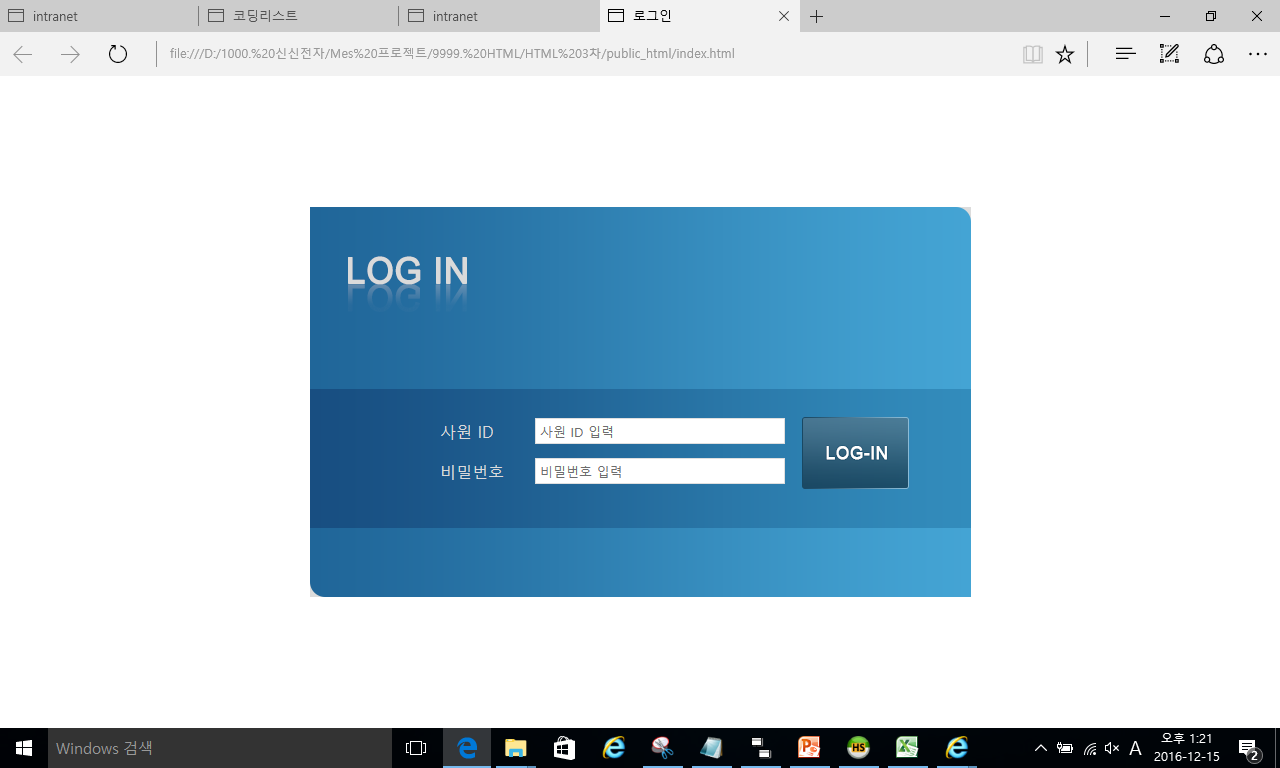 intranet
코딩리스트
intranet
로그인
file:///D:/1000.%20신신전자/Mes%20프로젝트/9999.%20HTML/HTML%203차/public_html/index.html
LOG IN
사원 ID
사원 ID 입력
LOG-IN
비밀번호
비밀번호 입력
Windows 검색
HS
A
오후 1:21
2016-12-15
2